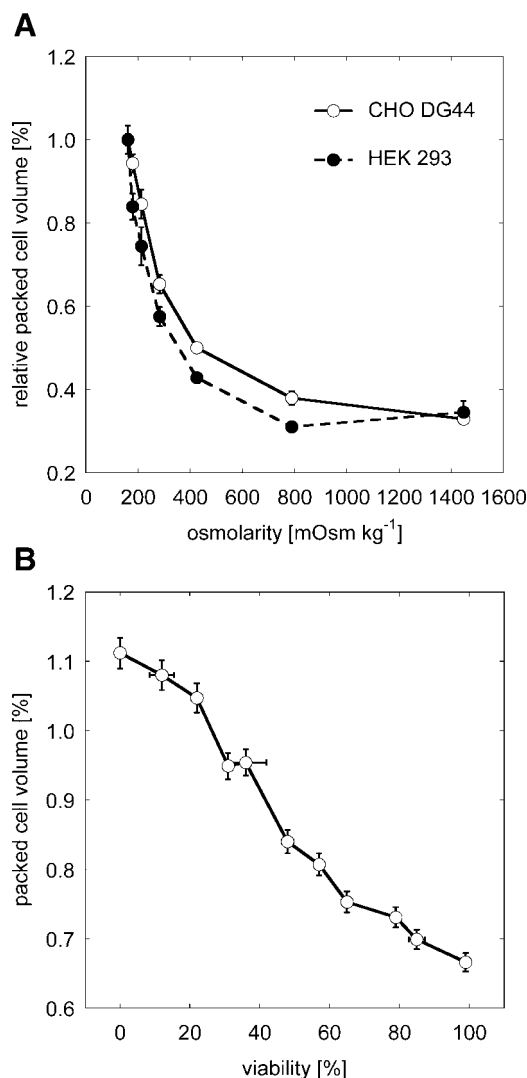 A
1.2
1.0
0.8
0.6
0.4
0.2
relative packed cell volume [%]
CHO DG44
HEK 293
0 200 400 600 800 1000 1200 1400 1600
osmolarity [mOsm kg⁻¹]
B
1.2
1.1
1.0
0.9
0.8
0.7
0.6
packed cell volume [%]
0 20 40 60 80 100
viability [%]